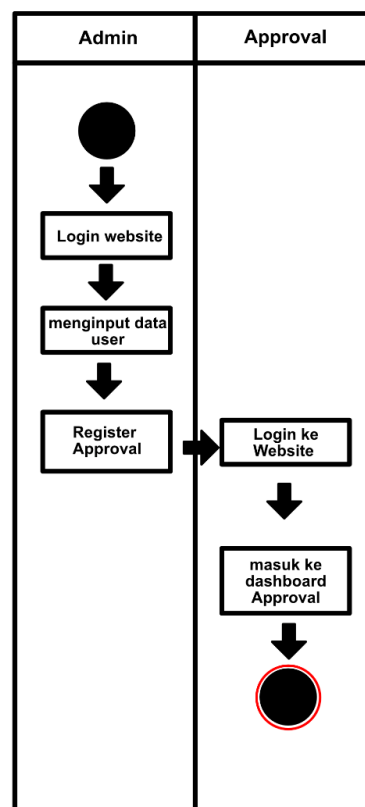 Admin
Approval
Login website
menginput data
user
Register
Approval
Login ke
Website
masuk ke
dashboard
Approval